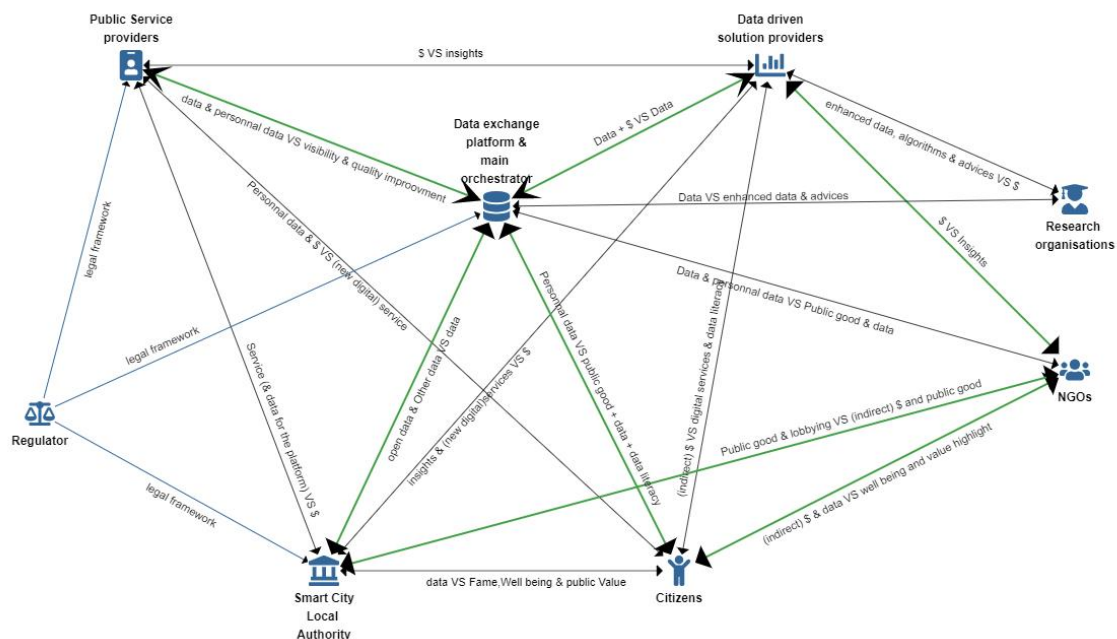 Public Service
providers
Data driven
solution providers
$ VS insights
data & personnal data VS visibility & quality improovment
Data + $ VS Data
enhanced data, algorithms & advices VS $
Data exchange
platform &
main
orchestrator
Data VS enhanced data & advices
Research
organisations
legal framework
Personnal data & $ VS (new digital) service
$ VS Insights
Data & personnal data VS Public good & data
legal framework
Service (& data for the platform) VS $
open data & Other data VS data
insights & (new digital)services VS $
Personnal data VS public good + data + data literacy
(indirect) $ VS digital services & data literacy
NGOs
Regulator
Public good & lobbying VS (indirect) $ and public good
(indirect) $ & data VS well being and value highlight
legal framework
Smart City
Local
Authority
data VS Fame,Well being & public Value
Citizens